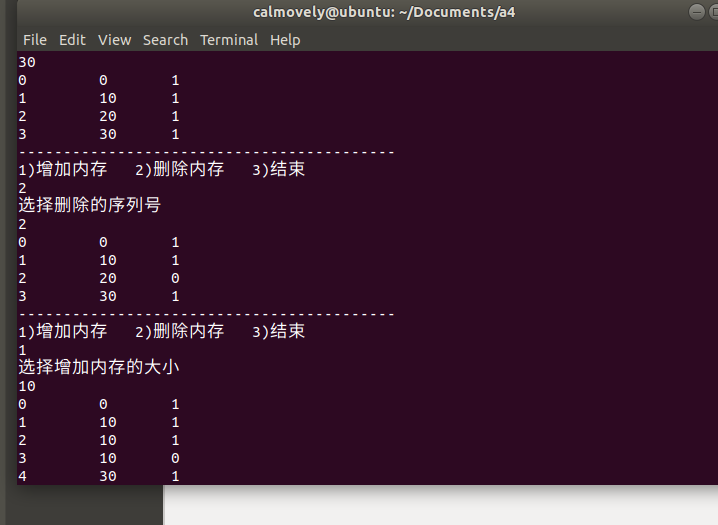 calmovely@ubuntu: ~/Documents/a4
File Edit View Search Terminal Help
30
0 0 1
1 10 1
2 20 1
3 30 1
------------------------------------------
1)增加内存 2)删除内存 3)结束
2
选择删除的序列号
2
0 0 1
1 10 1
2 20 0
3 30 1
------------------------------------------
1)增加内存 2)删除内存 3)结束
1
选择增加内存的大小
10
0 0 1
1 10 1
2 10 1
3 10 0
4 30 1